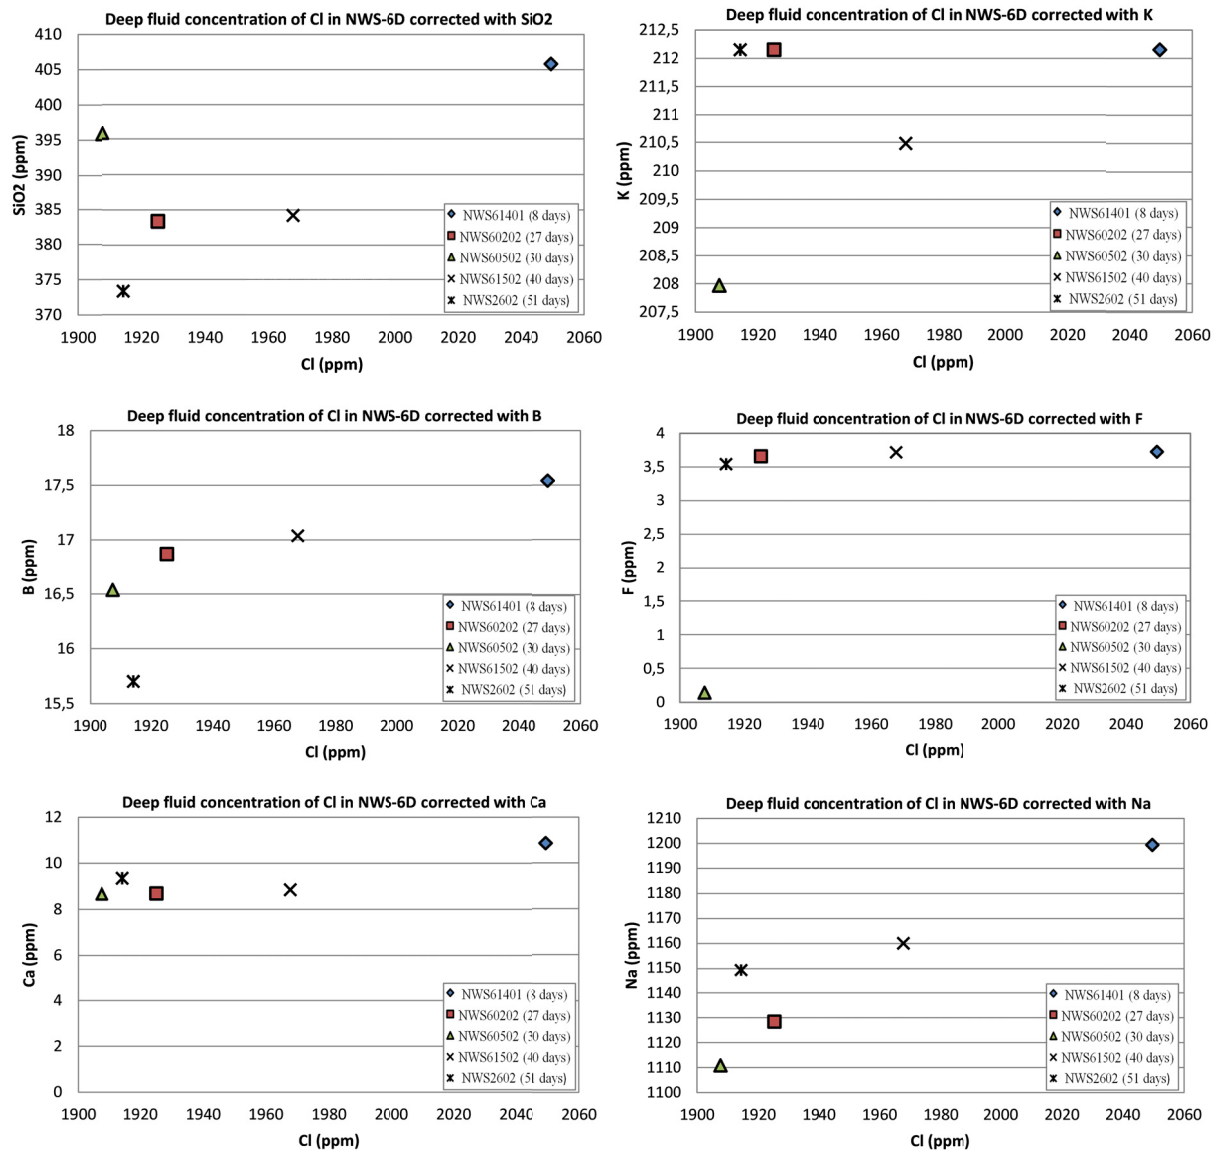 Deep fluid concentration of Cl in NWS-6D corrected with SiO2
410
405
400
395
390
385
380
375
370
SiO2 (ppm)
NWS61401 (8 days)
NWS60202 (27 days)
NWS60502 (30 days)
NWS61502 (40 days)
NWS2602 (51 days)
1900 1920 1940 1960 1980 2000 2020 2040 2060
Cl (ppm)
Deep fluid concentration of Cl in NWS-6D corrected with K
212,5
212
211,5
211
210,5
210
209,5
209
208,5
208
207,5
K (ppm)
NWS61401 (8 days)
NWS60202 (27 days)
NWS60502 (30 days)
NWS61502 (40 days)
NWS2602 (51 days)
1900 1920 1940 1960 1980 2000 2020 2040 2060
Cl (ppm)
Deep fluid concentration of Cl in NWS-6D corrected with B
18
17,5
17
16,5
16
15,5
B (ppm)
NWS61401 (8 days)
NWS60202 (27 days)
NWS60502 (30 days)
NWS61502 (40 days)
NWS2602 (51 days)
1900 1920 1940 1960 1980 2000 2020 2040 2060
Cl (ppm)
Deep fluid concentration of Cl in NWS-6D corrected with F
4
3,5
3
2,5
2
1,5
1
0,5
0
F (ppm)
NWS61401 (8 days)
NWS60202 (27 days)
NWS60502 (30 days)
NWS61502 (40 days)
NWS2602 (51 days)
1900 1920 1940 1960 1980 2000 2020 2040 2060
Cl (ppm)
Deep fluid concentration of Cl in NWS-6D corrected with Ca
12
10
8
6
4
2
0
Ca (ppm)
NWS61401 (8 days)
NWS60202 (27 days)
NWS60502 (30 days)
NWS61502 (40 days)
NWS2602 (51 days)
1900 1920 1940 1960 1980 2000 2020 2040 2060
Cl (ppm)
Deep fluid concentration of Cl in NWS-6D corrected with Na
1210
1200
1190
1180
1170
1160
1150
1140
1130
1120
1110
1100
Na (ppm)
NWS61401 (8 days)
NWS60202 (27 days)
NWS60502 (30 days)
NWS61502 (40 days)
NWS2602 (51 days)
1900 1920 1940 1960 1980 2000 2020 2040 2060
Cl (ppm)